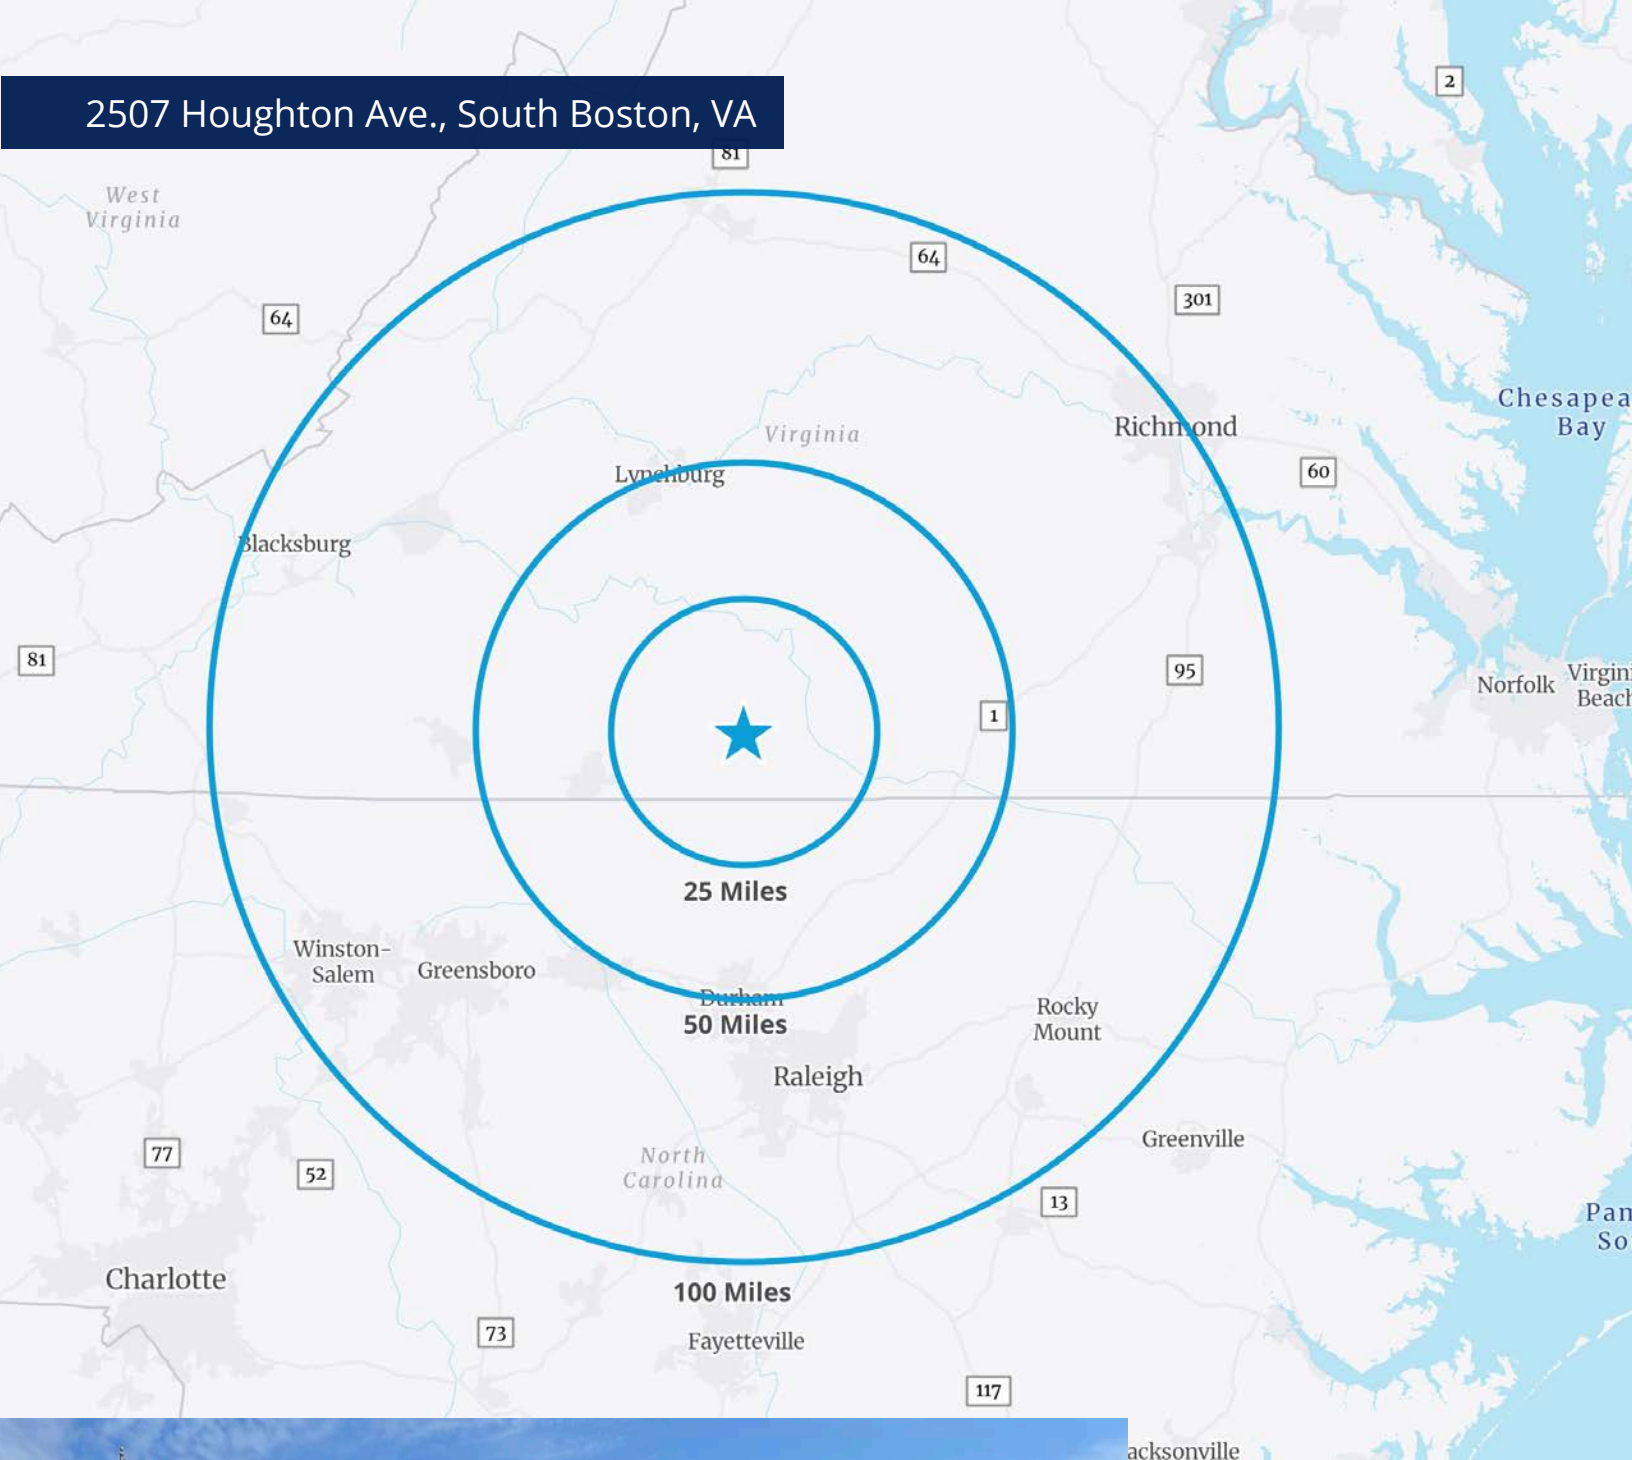 2507 Houghton Ave., South Boston, VA
2
81
West
Virginia
64
301
64
Chesapea
Bay
Virginia
Richmond
Lynchburg
60
Blacksburg
81
95
Norfolk
Virgini
Beach
1
25 Miles
Winston-
Salem
Greensboro
Durham
50 Miles
Rocky
Mount
Raleigh
Greenville
77
52
North
Carolina
13
Pam
So
Charlotte
100 Miles
73
Fayetteville
117
acksonville